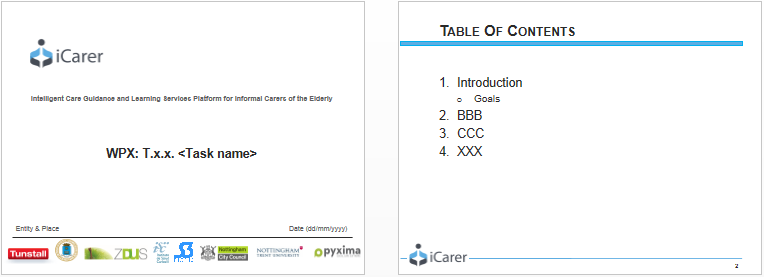 iCarer
Intelligent Care Guidance and Learning Services Platform for Informal Carers of the Elderly
WPX: T.x.x. <Task name>
Entity & Place
Date (dd/mm/yyyy)
Tunstall
ZDUS
Nottingham
City Council
NOTTINGHAM
TRENT UNIVERSITY
pyxima
TABLE OF CONTENTS
1. Introduction
o Goals
2. BBB
3. CCC
4. XXX
iCarer
2